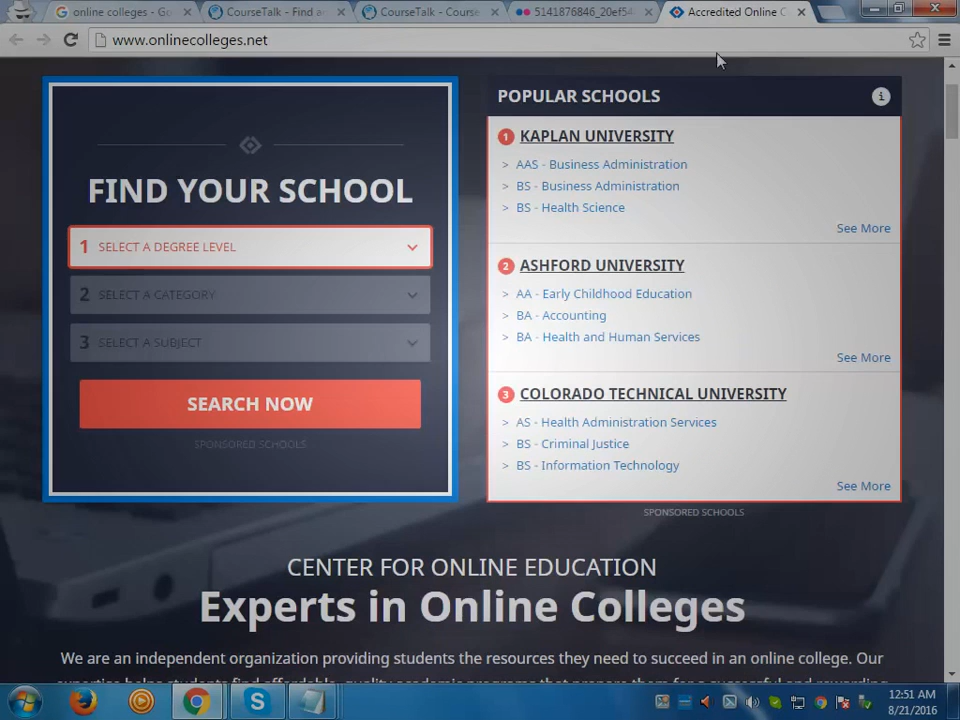 online colleges - Go
CourseTalk - Find a
CourseTalk - Course
5141876846_20ef54
Accredited Online C
www.onlinecolleges.net
FIND YOUR SCHOOL
1 SELECT A DEGREE LEVEL
2 SELECT A CATEGORY
3 SELECT A SUBJECT
SEARCH NOW
SPONSORED SCHOOLS
POPULAR SCHOOLS
1 KAPLAN UNIVERSITY
> AAS - Business Administration
> BS - Business Administration
> BS - Health Science
See More
2 ASHFORD UNIVERSITY
> AA - Early Childhood Education
> BA - Accounting
> BA - Health and Human Services
See More
3 COLORADO TECHNICAL UNIVERSITY
> AS - Health Administration Services
> BS - Criminal Justice
> BS - Information Technology
See More
SPONSORED SCHOOLS
CENTER FOR ONLINE EDUCATION
Experts in Online Colleges
We are an independent organization providing students the resources they need to succeed in an online college. Our
12:51 AM
8/21/2016